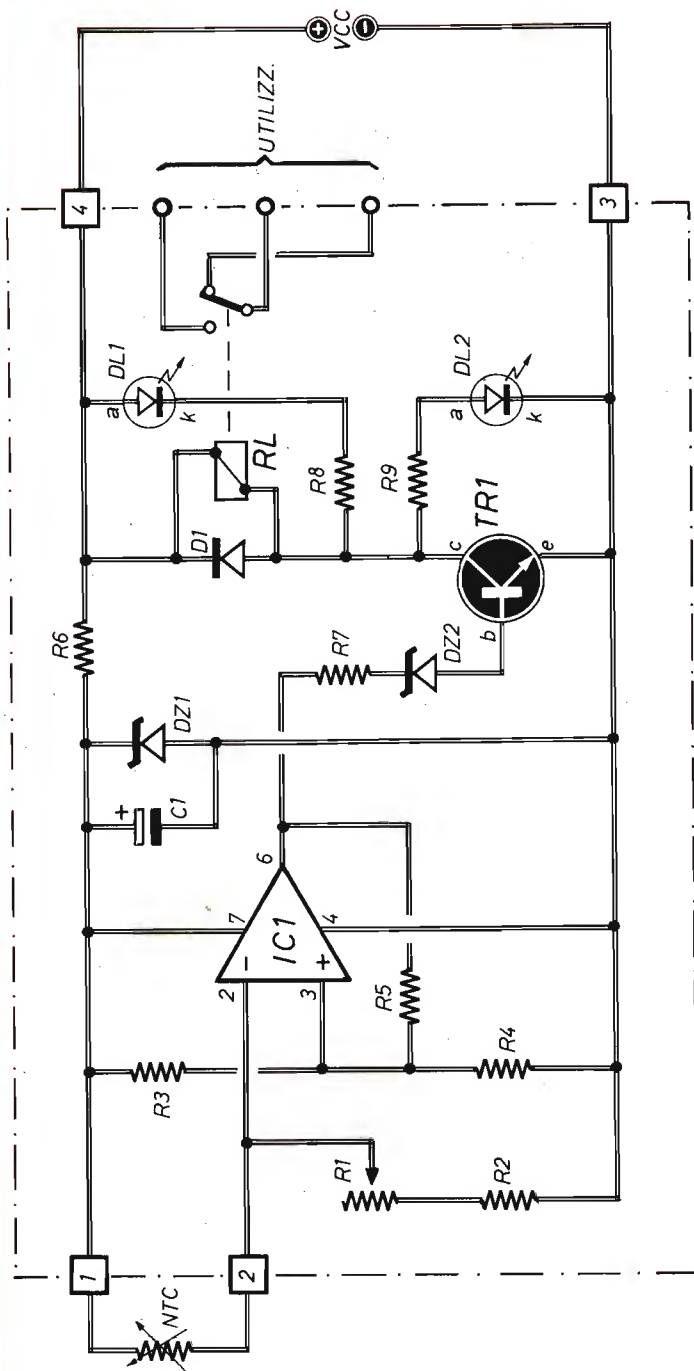 4
+
VCC
-
UTILIZZ.
3
DL1
a
k
RL
D1
R8
R9
DL2
a
k
TR1
c
b
e
R6
R7
DZ2
DZ1
+
C1
6
7
IC1
4
-
+
2
3
R5
R3
R4
R1
R2
1
2
NTC